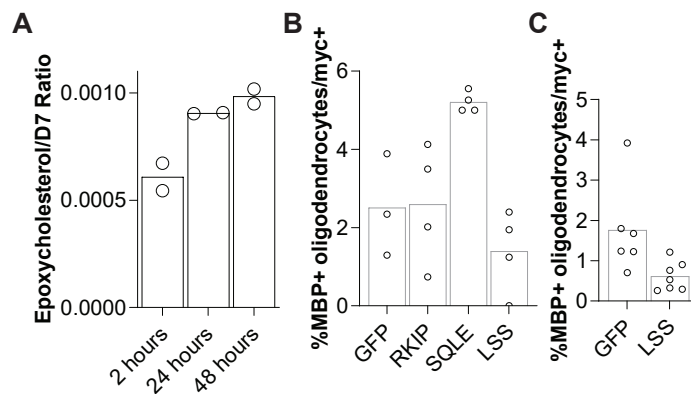 A
Epoxycholesterol/D7 Ratio
0.0010
0.0005
0.0000
2 hours
24 hours
48 hours
B
%MBP+ oligodendrocytes/myc+
6
4
2
0
GFP
RKIP
SQLE
LSS
C
%MBP+ oligodendrocytes/myc+
5
4
3
2
1
0
GFP
LSS